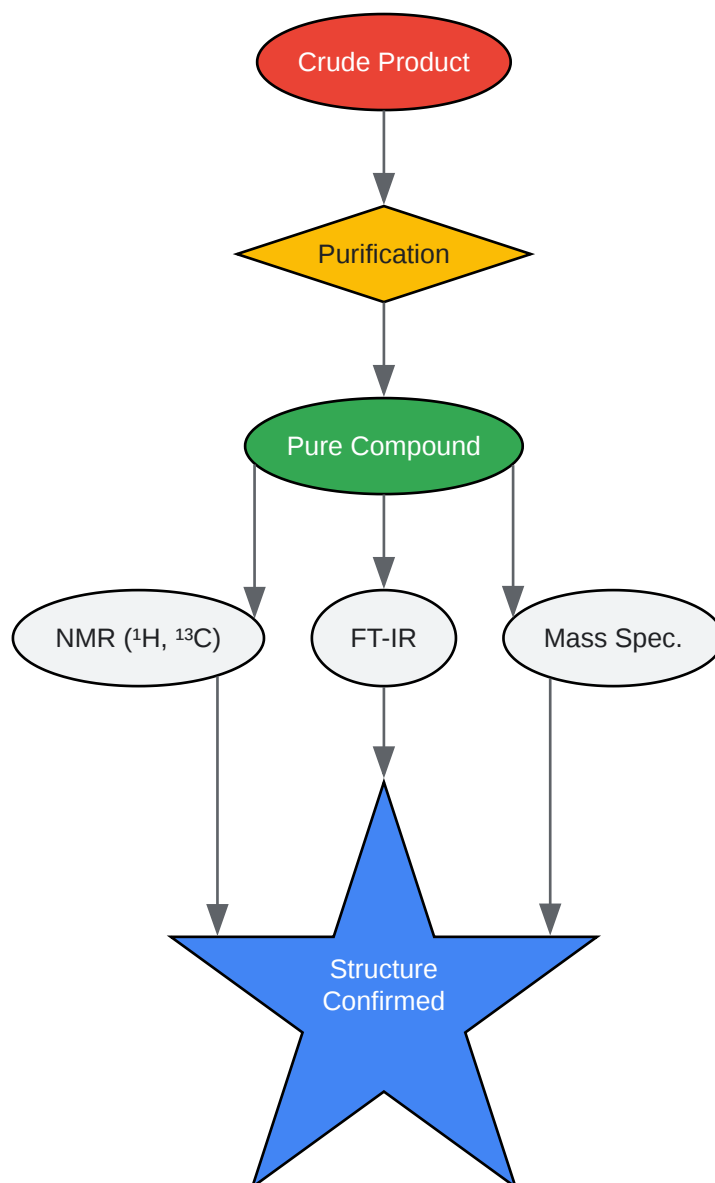 Crude Product
Purification
Pure Compound
NMR (¹H, ¹³C)
FT-IR
Mass Spec.
Structure
Confirmed